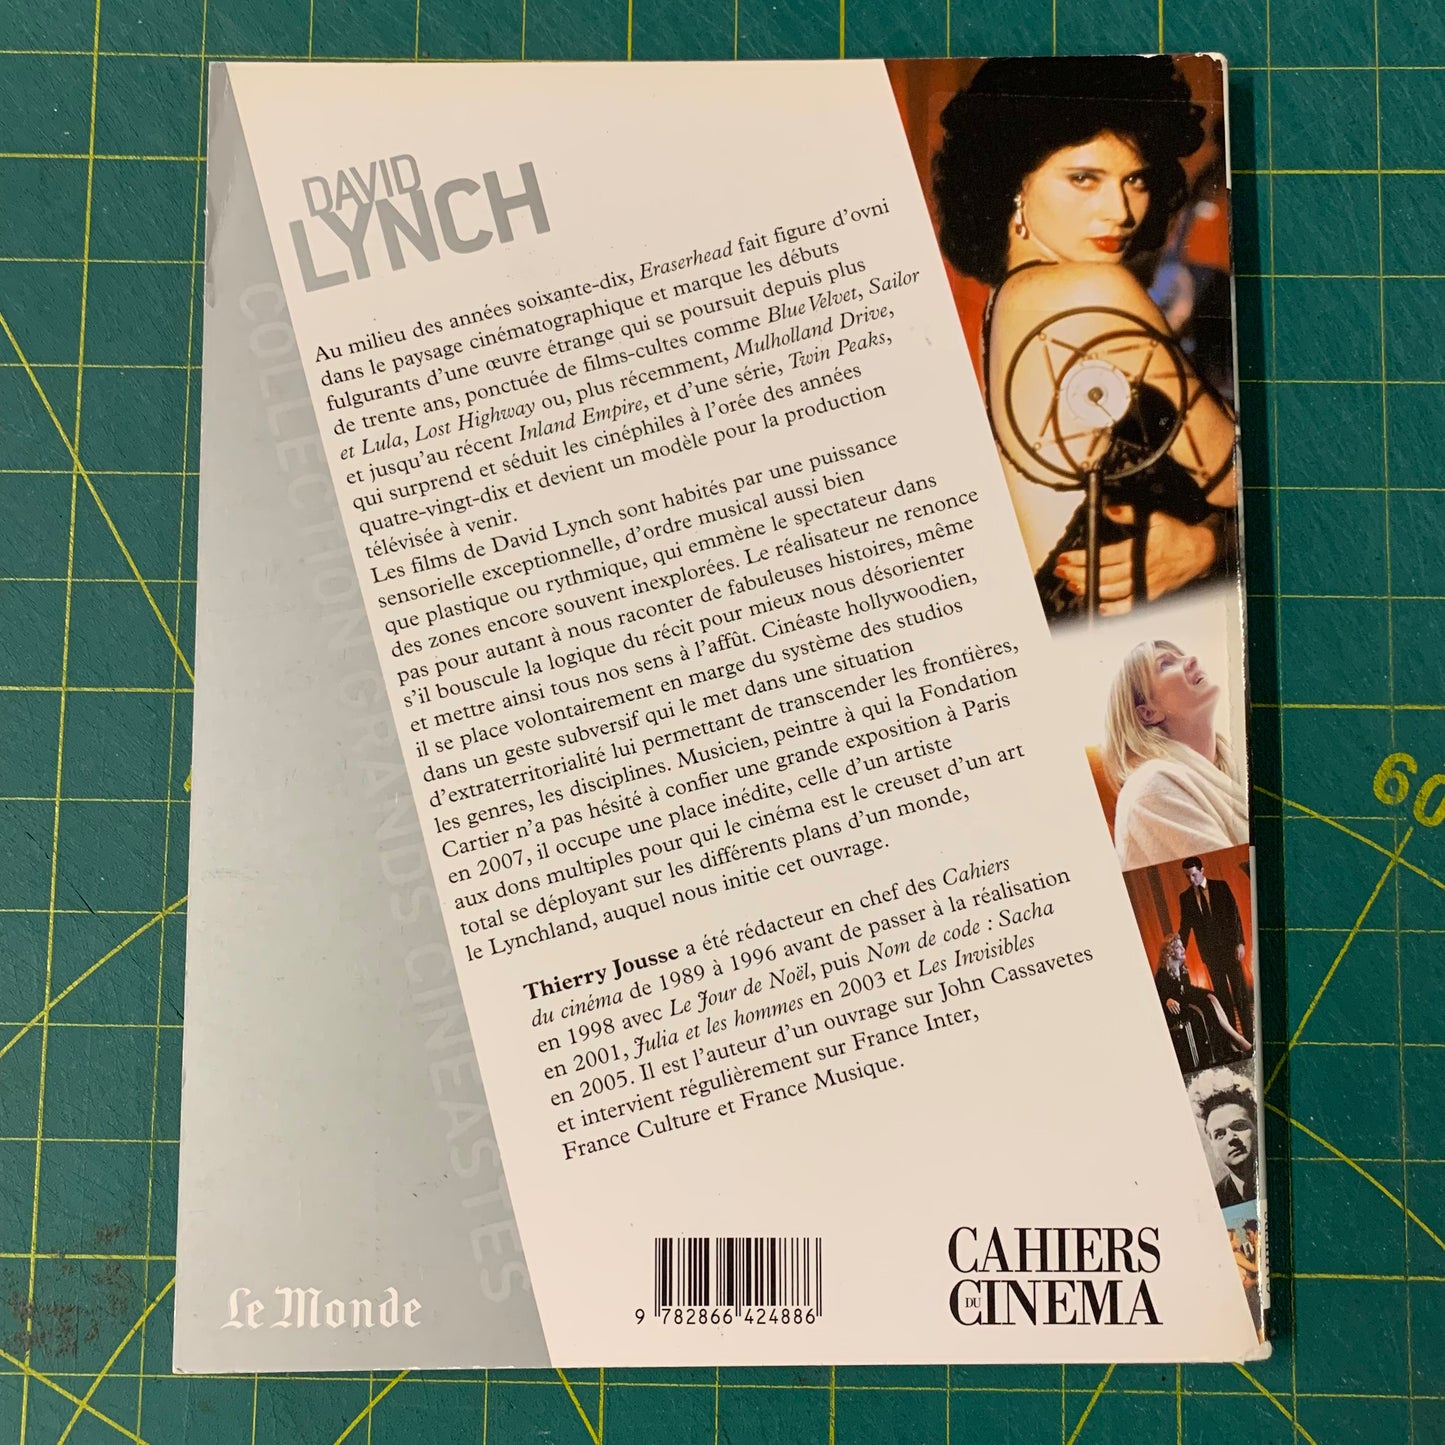 DAVID
LYNCH
Au milieu des années soixante-dix, Eraserhead fait figure d'ovni
dans le paysage cinématographique et marque les débuts
fulgurants d'une œuvre étrange qui se poursuit depuis plus
de trente ans, ponctuée de films-cultes comme Blue Velvet, Sailor
et Lula, Lost Highway ou, plus récemment, Mulholland Drive,
et jusqu'au récent Inland Empire, et d'une série, Twin Peaks,
qui surprend et séduit les cinéphiles à l'orée des années
quatre-vingt-dix et devient un modèle pour la production
télévisée à venir.
Les films de David Lynch sont habités par une puissance
sensorielle exceptionnelle, d'ordre musical aussi bien
que plastique ou rythmique, qui emmène le spectateur dans
des zones encore souvent inexplorées. Le réalisateur ne renonce
pas pour autant à nous raconter de fabuleuses histoires, même
s'il bouscule la logique du récit pour mieux nous désorienter
et mettre ainsi tous nos sens à l'affût. Cinéaste hollywoodien,
il se place volontairement en marge du système des studios
dans un geste subversif qui le met dans une situation
d'extraterritorialité lui permettant de transcender les frontières,
les genres, les disciplines. Musicien, peintre à qui la Fondation
Cartier n'a pas hésité à confier une grande exposition à Paris
en 2007, il occupe une place inédite, celle d'un artiste
aux dons multiples pour qui le cinéma est le creuset d'un art
total se déployant sur les différents plans d'un monde,
le Lynchland, auquel nous initie cet ouvrage.
Thierry Jousse a été rédacteur en chef des Cahiers
du cinéma de 1989 à 1996 avant de passer à la réalisation
en 1998 avec Le Jour de Noël, puis Nom de code : Sacha
en 2001, Julia et les hommes en 2003 et Les Invisibles
en 2005. Il est l'auteur d'un ouvrage sur John Cassavetes
et intervient régulièrement sur France Inter,
France Culture et France Musique.
COLLECTION GRANDS CINEASTES
Le Monde
9 782866 424886
CAHIERS
DU
CINEMA
60